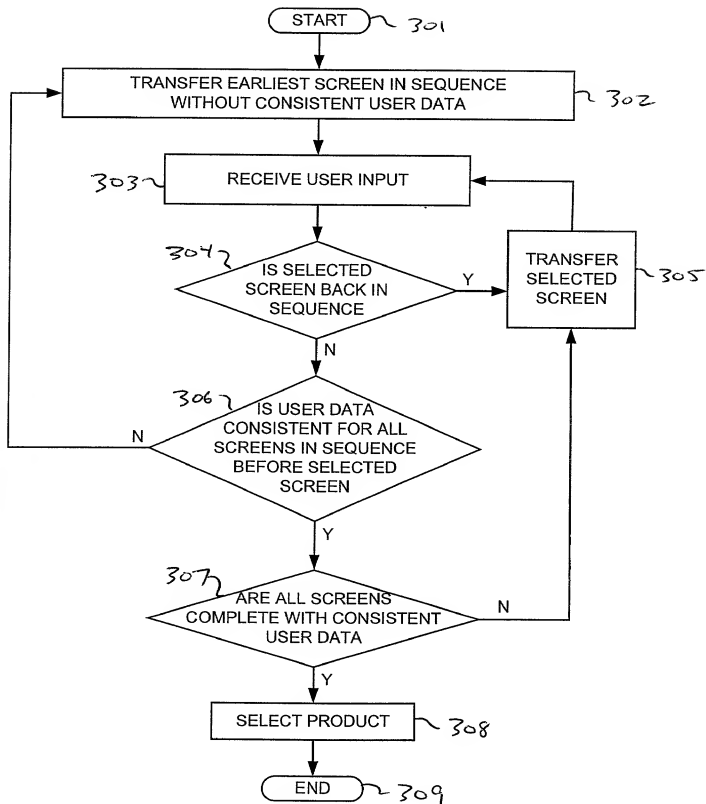 START
301
TRANSFER EARLIEST SCREEN IN SEQUENCE
WITHOUT CONSISTENT USER DATA
302
303
RECEIVE USER INPUT
304
IS SELECTED
SCREEN BACK IN
SEQUENCE
Y
TRANSFER
SELECTED
SCREEN
305
N
306
IS USER DATA
CONSISTENT FOR ALL
SCREENS IN SEQUENCE
BEFORE SELECTED
SCREEN
N
Y
307
ARE ALL SCREENS
COMPLETE WITH CONSISTENT
USER DATA
N
Y
SELECT PRODUCT
308
END
309